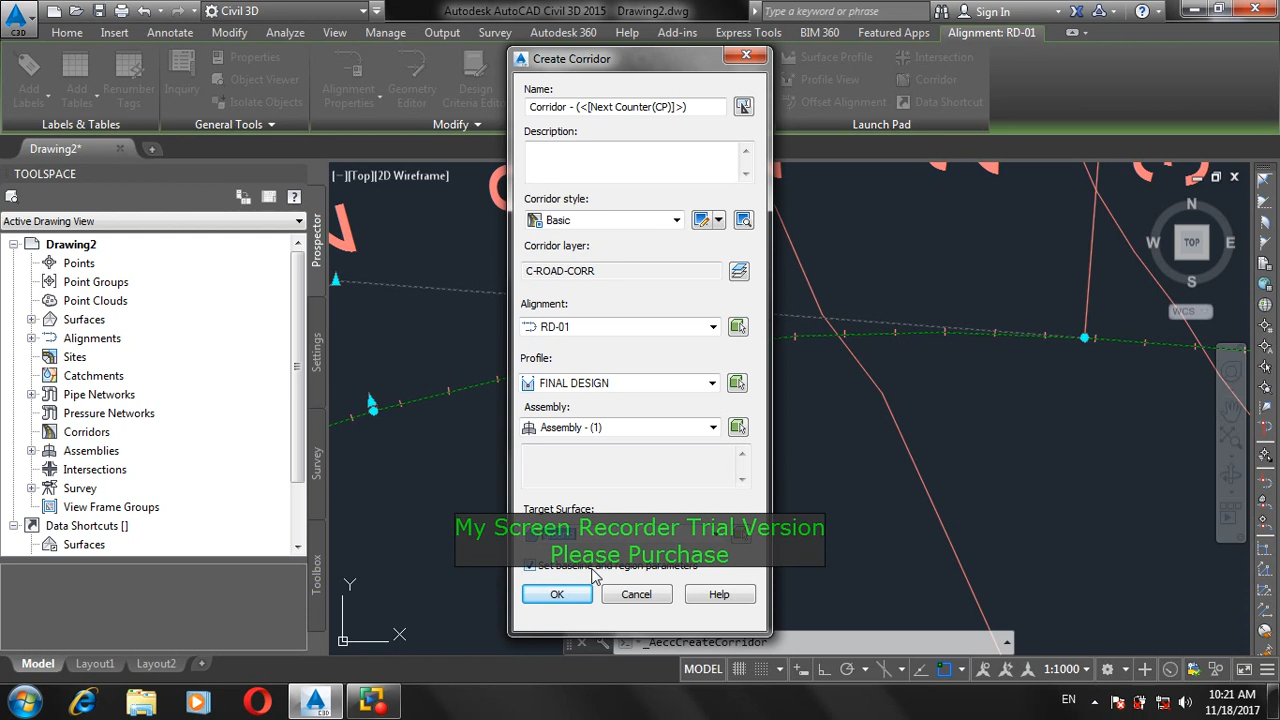 C3D
Civil 3D
Autodesk AutoCAD Civil 3D 2015 Drawing2.dwg
Type a keyword or phrase
Sign In
Home Insert Annotate Modify Analyze View Manage Output Survey Autodesk 360 Help Add-ins Express Tools BIM 360 Featured Apps Alignment: RD-01
Add Labels
Add Tables
Renumber Tags
Labels & Tables
Inquiry
Properties
Object Viewer
Isolate Objects
General Tools
Alignment Properties
Geometry Editor
Design Criteria Editor
Modify
Surface Profile
Profile View
Offset Alignment
Intersection
Corridor
Data Shortcut
Launch Pad
Drawing2*
TOOLSPACE
Active Drawing View
Drawing2
Points
Point Groups
Point Clouds
Surfaces
Alignments
Sites
Catchments
Pipe Networks
Pressure Networks
Corridors
Assemblies
Intersections
Survey
View Frame Groups
Data Shortcuts []
Surfaces
Prospector
Settings
Survey
Toolbox
[−][Top][2D Wireframe]
Create Corridor
Name:
Corridor - (<[Next Counter(CP)]>)
Description:
Corridor style:
Basic
Corridor layer:
C-ROAD-CORR
Alignment:
RD-01
Profile:
FINAL DESIGN
Assembly:
Assembly - (1)
Target Surface:
My Screen Recorder Trial Version
Please Purchase
Set baseline and region parameters
OK Cancel Help
N
W TOP E
S
WCS
Y
X
_AeccCreateCorridor
Model Layout1 Layout2
MODEL
1:1000
EN
10:21 AM
11/18/2017